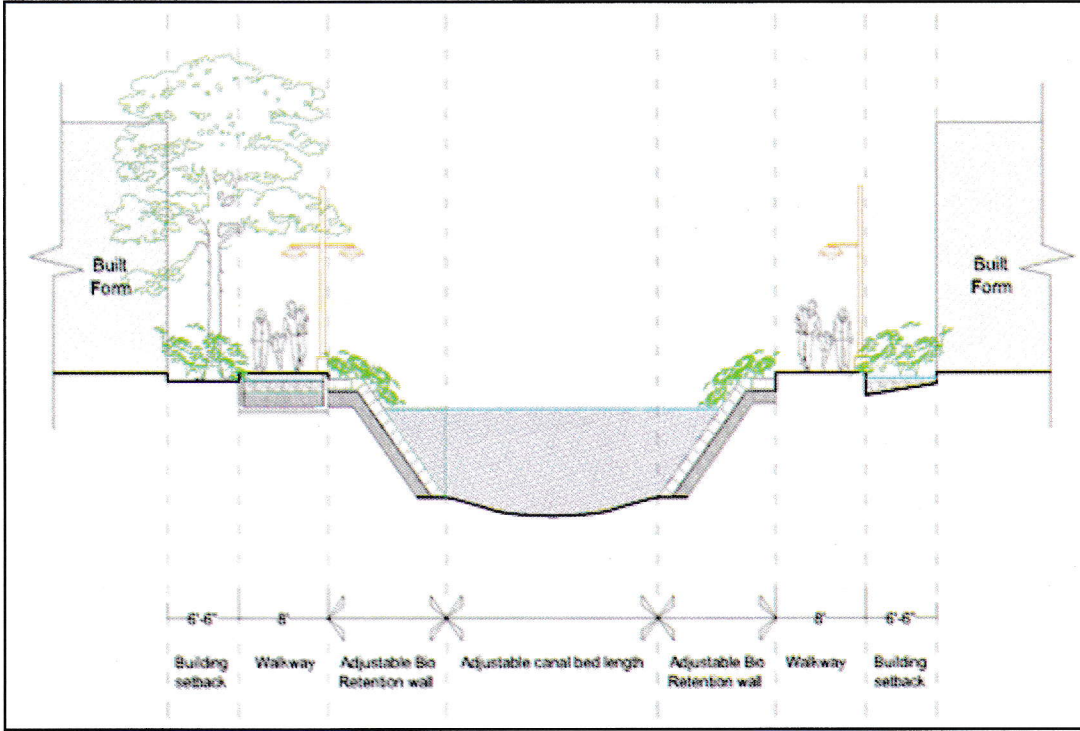 Built
Form
Built
Form
6'-6" 8' 8' 6'-6"
Building
setback
Walkway
Adjustable Bio
Retention wall
Adjustable canal bed length
Adjustable Bio
Retention wall
Walkway
Building
setback